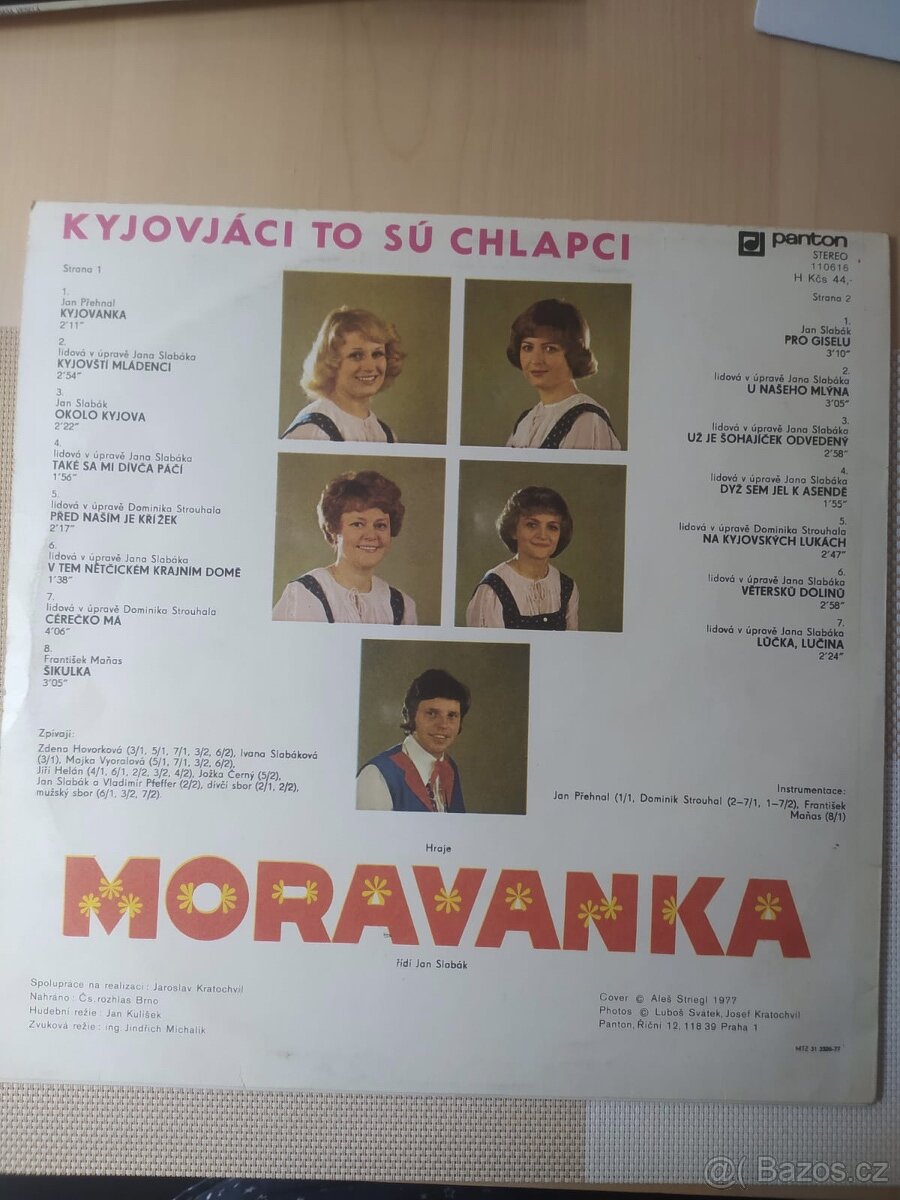 KYJOVJÁCI TO SÚ CHLAPCI
panton
STEREO
110616
H Kčs 44,-
Strana 1
1.
Jan Přehnal
KYJOVANKA
2'11"
2.
lidová v úpravě Jana Slabáka
KYJOVŠTÍ MLÁDENCI
2'54"
3.
Jan Slabák
OKOLO KYJOVA
2'22"
4.
lidová v úpravě Jana Slabáka
TAKÉ SA MI DÍVČA PÁČÍ
1'56"
5.
lidová v úpravě Dominika Strouhala
PŘED NAŠIM JE KŘÍŽEK
2'17"
6.
lidová v úpravě Jana Slabáka
V TEM NĚTČICKÉM KRAJNÍM DOMĚ
1'38"
7.
lidová v úpravě Dominika Strouhala
CÉREČKO MÁ
4'06"
8.
František Maňas
ŠIKULKA
3'05"
Strana 2
1.
Jan Slabák
PRO GISELU
3'10"
2.
lidová v úpravě Jana Slabáka
U NAŠEHO MLÝNA
3'05"
3.
lidová v úpravě Jana Slabáka
UŽ JE ŠOHAJÍČEK ODVEDENÝ
2'58"
4.
lidová v úpravě Jana Slabáka
DYŽ SEM JEL K ASENDĚ
1'55"
5.
lidová v úpravě Dominika Strouhala
NA KYJOVSKÝCH LUKÁCH
2'47"
6.
lidová v úpravě Jana Slabáka
VĚTERSKÚ DOLINÚ
2'58"
7.
lidová v úpravě Jana Slabáka
LÚČKA, LUČINA
2'24"
Zpívají:
Zdena Hovorková (3/1, 5/1, 7/1, 3/2, 6/2), Ivana Slabáková
(3/1), Majka Vyoralová (5/1, 7/1, 3/2, 6/2),
Jiří Helán (4/1, 6/1, 2/2, 3/2, 4/2), Jožka Černý (5/2),
Jan Slabák a Vladimír Pfeffer (2/2), dívčí sbor (2/1, 2/2),
mužský sbor (6/1, 3/2, 7/2).
Instrumentace:
Jan Přehnal (1/1, Dominik Strouhal (2–7/1, 1–7/2), František
Maňas (8/1)
Hraje
MORAVANKA
řídí Jan Slabák
Spolupráce na realizaci: Jaroslav Kratochvíl
Nahráno: Čs. rozhlas Brno
Hudební režie: Jan Kulíšek
Zvuková režie: ing. Jindřich Michalík
Cover © Aleš Striegl 1977
Photos © Luboš Svátek, Josef Kratochvíl
Panton, Říční 12, 118 39 Praha 1
@( Bazos.cz